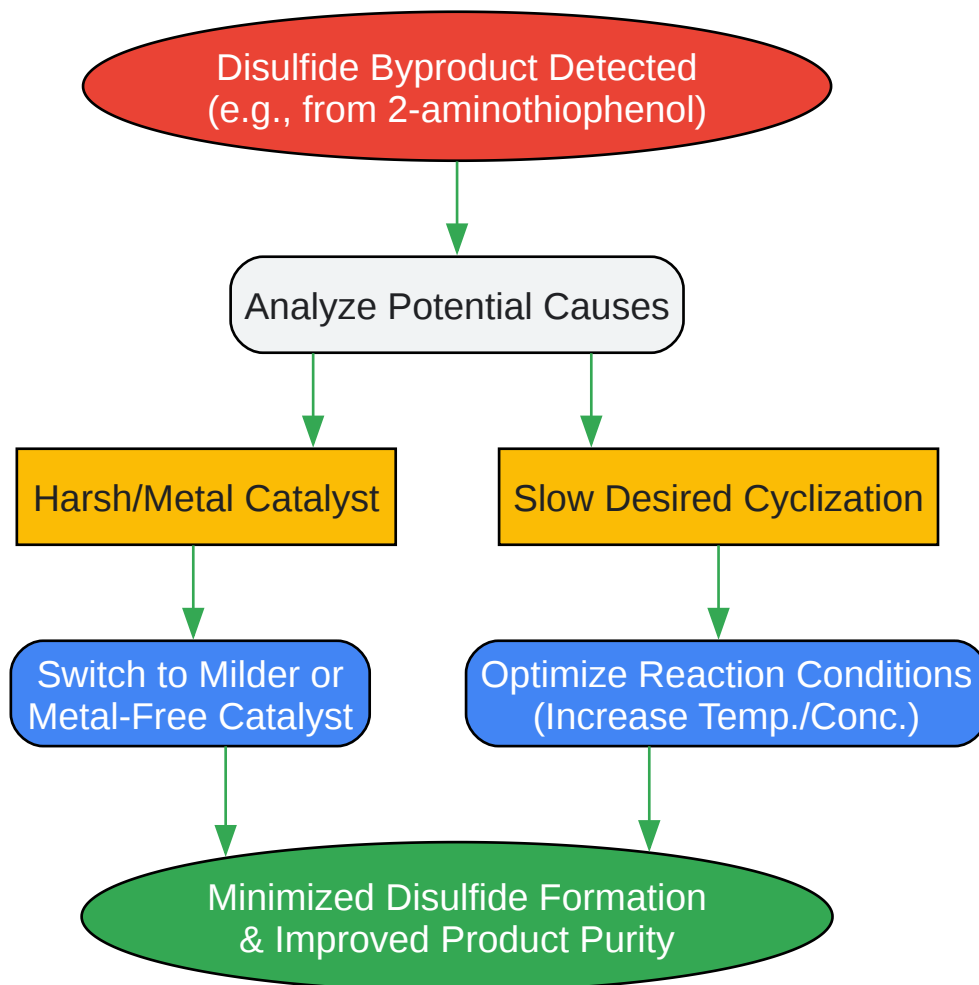 Disulfide Byproduct Detected
(e.g., from 2-aminothiophenol)
Analyze Potential Causes
Harsh/Metal Catalyst
Slow Desired Cyclization
Switch to Milder or
Metal-Free Catalyst
Optimize Reaction Conditions
(Increase Temp./Conc.)
Minimized Disulfide Formation
& Improved Product Purity